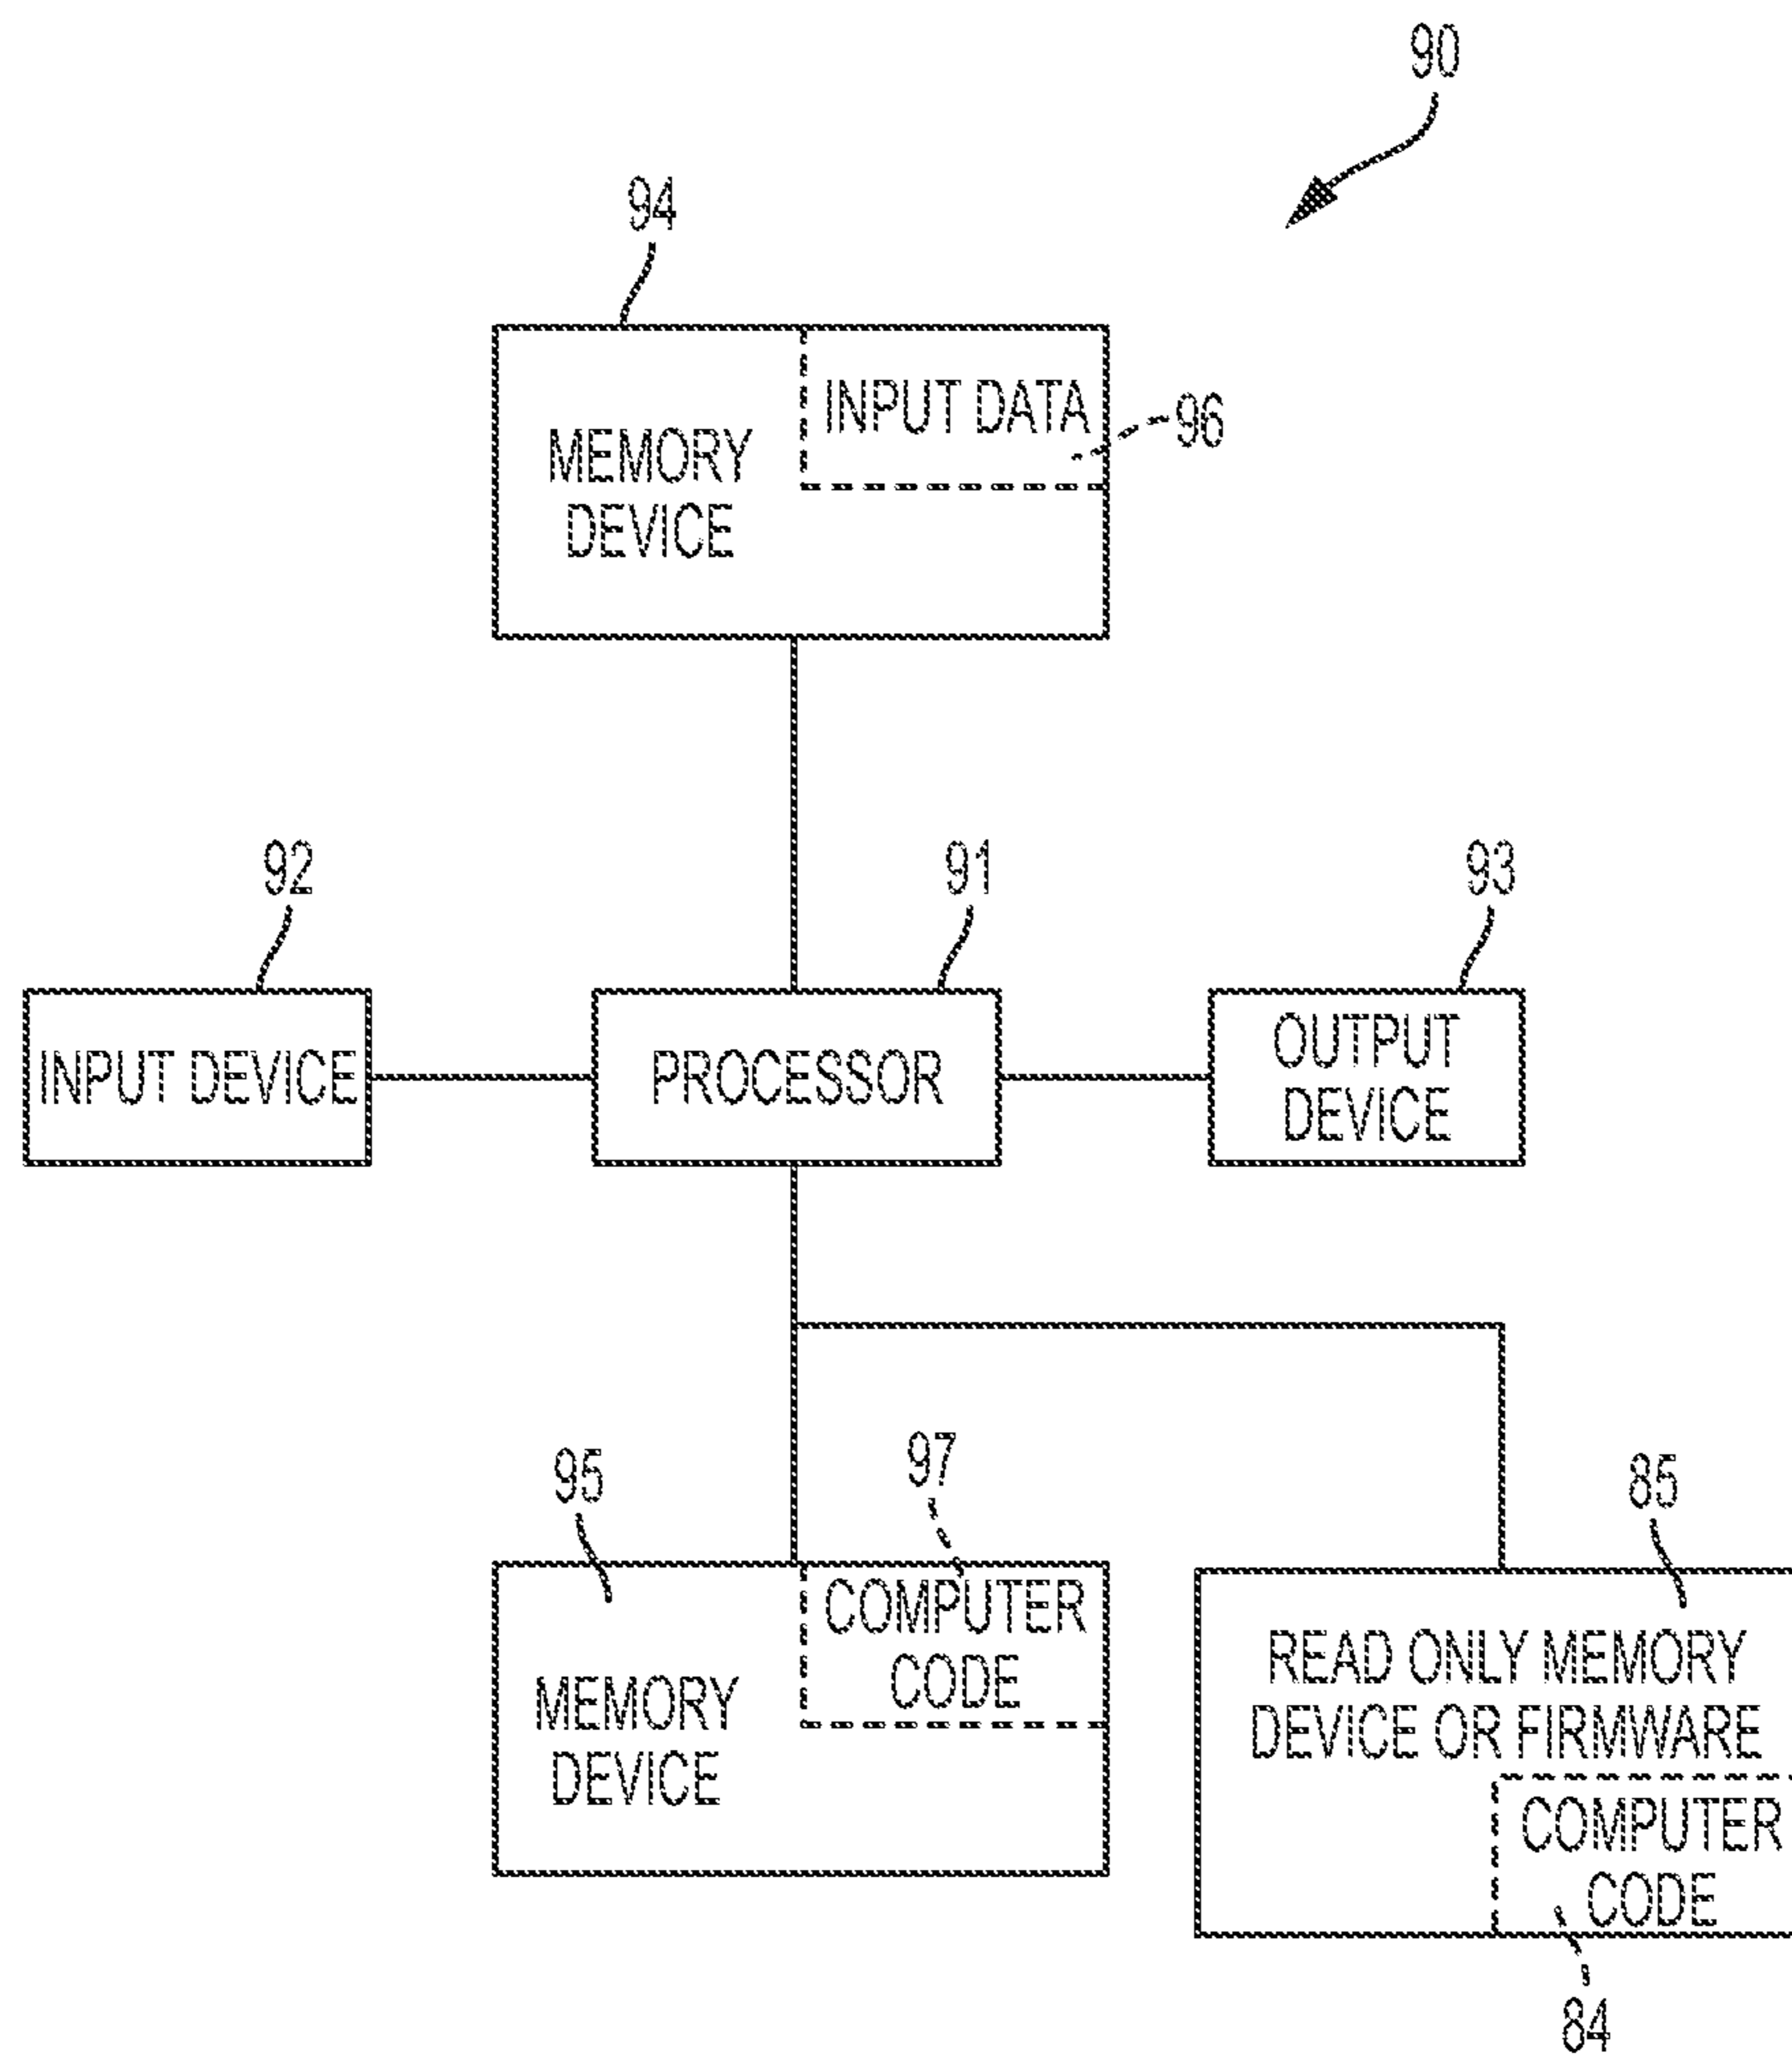 90
94
INPUT DATA
96
MEMORY
DEVICE
92
91
93
INPUT DEVICE
PROCESSOR
OUTPUT
DEVICE
95
97
85
COMPUTER
CODE
MEMORY
DEVICE
READ ONLY MEMORY
DEVICE OR FIRMWARE
COMPUTER
CODE
84